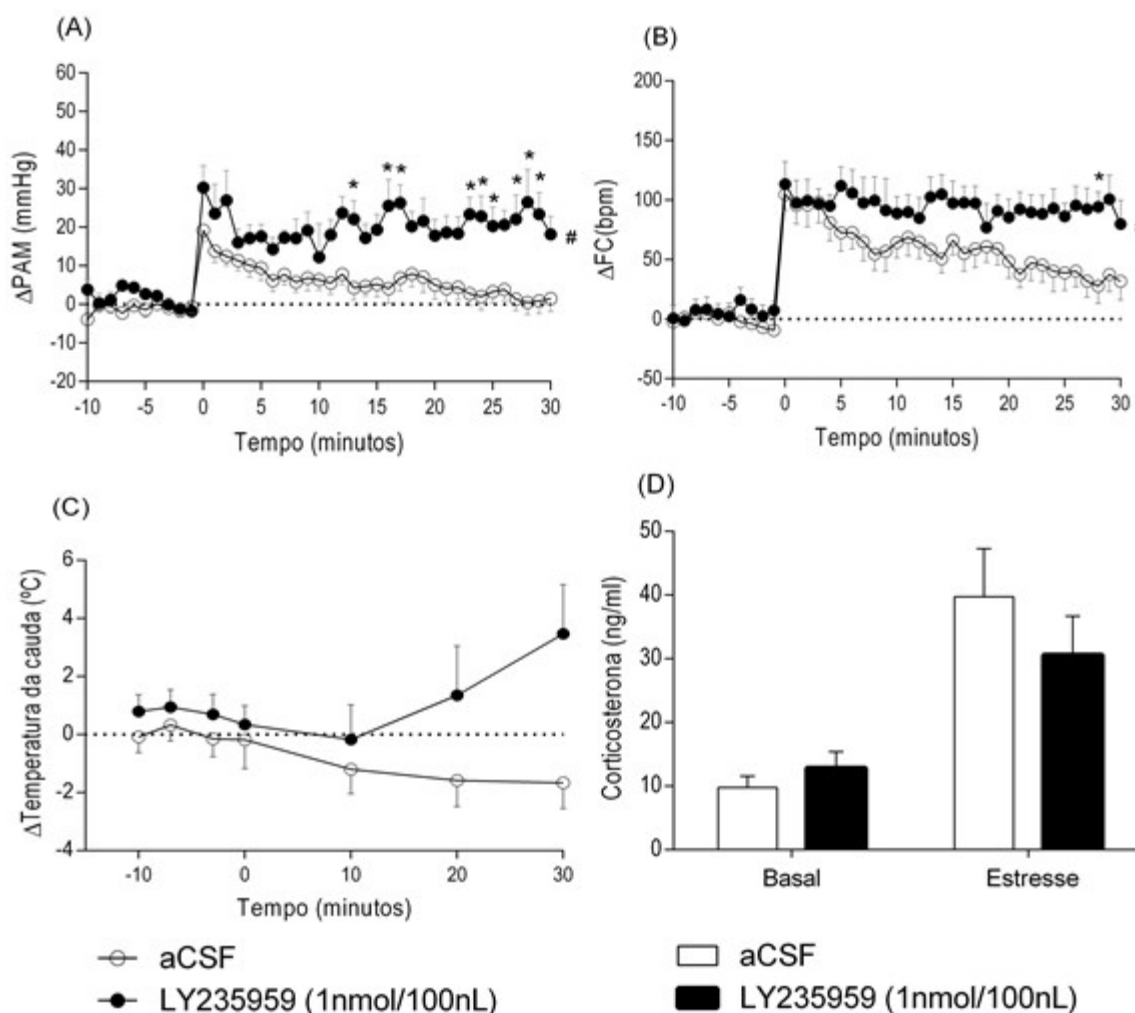 (A)
ΔPAM (mmHg)
60
50
40
30
20
10
0
-10
-20
-10
-5
0
5
10
15
20
25
30
Tempo (minutos)
* * * * * * * * *
#
(B)
ΔFC(bpm)
200
150
100
50
0
-50
-10
-5
0
5
10
15
20
25
30
Tempo (minutos)
*
(C)
ΔTemperatura da cauda (ºC)
6
4
2
0
-2
-4
-10
0
10
20
30
Tempo (minutos)
aCSF
LY235959 (1nmol/100nL)
(D)
Corticosterona (ng/ml)
50
40
30
20
10
0
Basal
Estresse
aCSF
LY235959 (1nmol/100nL)